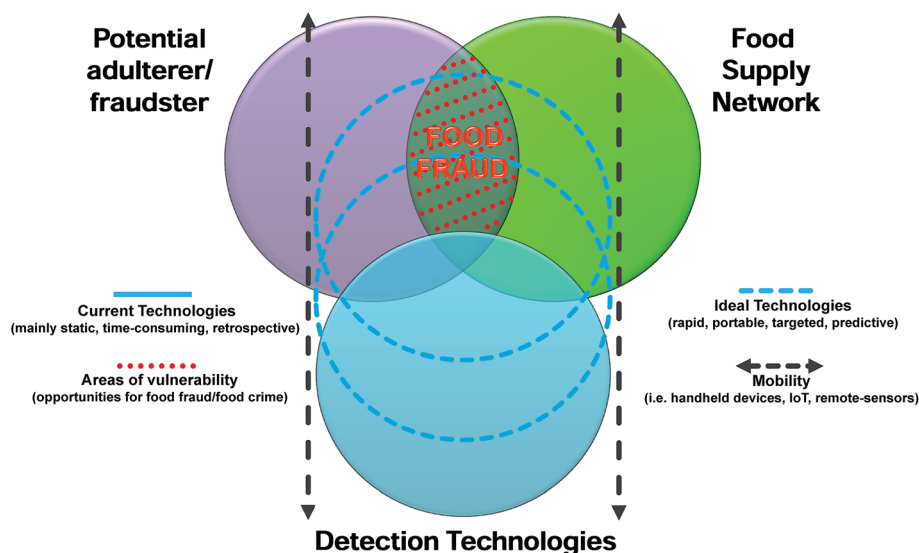 Potential
adulterer/
fraudster
Food
Supply
Network
FOOD
FRAUD
Current Technologies
(mainly static, time-consuming, retrospective)
Areas of vulnerability
(opportunities for food fraud/food crime)
Ideal Technologies
(rapid, portable, targeted, predictive)
Mobility
(i.e. handheld devices, IoT, remote-sensors)
Detection Technologies